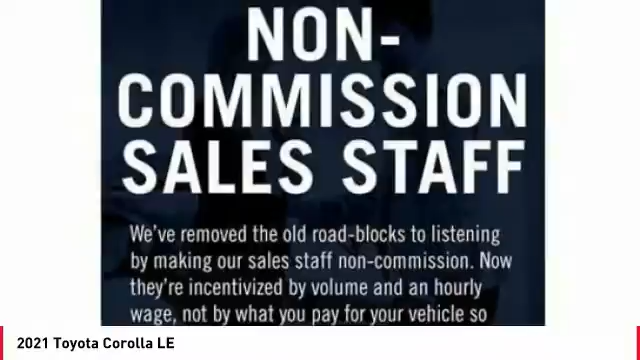 NON-
COMMISSION
SALES STAFF
We've removed the old road-blocks to listening
by making our sales staff non-commission. Now
they're incentivized by volume and an hourly
wage, not by what you pay for your vehicle so
2021 Toyota Corolla LE